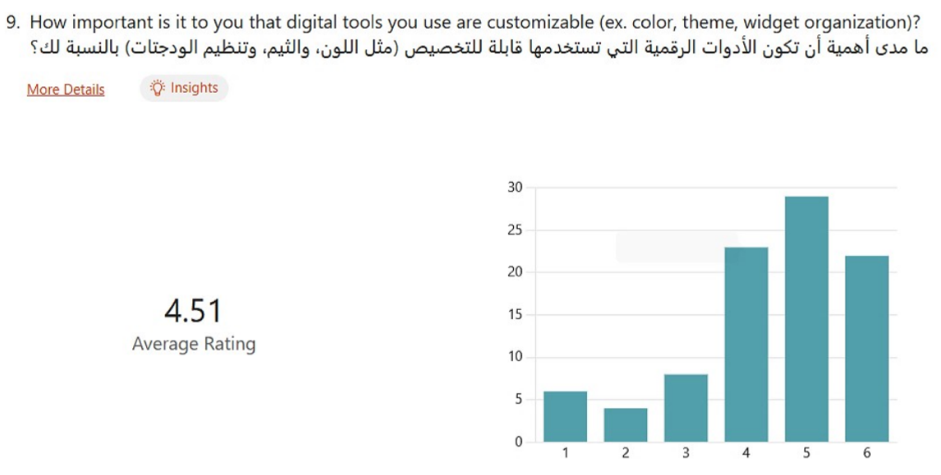 9. How important is it to you that digital tools you use are customizable (ex. color, theme, widget organization)?
ما مدى أهمية أن تكون الأدوات الرقمية التي تستخدمها قابلة للتخصيص (مثل اللون، والثيم، وتنظيم الودجتات) بالنسبة لك؟
More Details
Insights
4.51
Average Rating
30
25
20
15
10
5
0
1 2 3 4 5 6